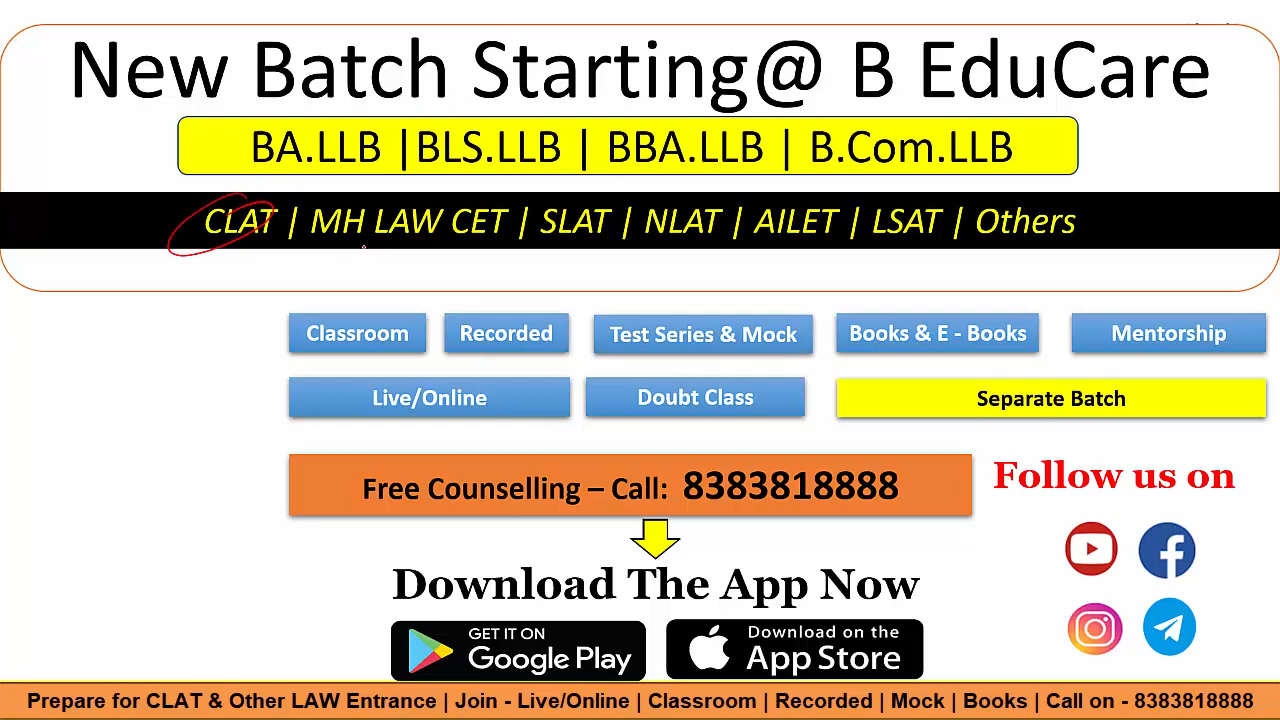 New Batch Starting@ B EduCare
BA.LLB |BLS.LLB | BBA.LLB | B.Com.LLB
CLAT | MH LAW CET | SLAT | NLAT | AILET | LSAT | Others
Classroom
Recorded
Test Series & Mock
Books & E - Books
Mentorship
Live/Online
Doubt Class
Separate Batch
Free Counselling – Call: 8383818888
Follow us on
Download The App Now
GET IT ON
Google Play
Download on the
App Store
Prepare for CLAT & Other LAW Entrance | Join - Live/Online | Classroom | Recorded | Mock | Books | Call on - 8383818888